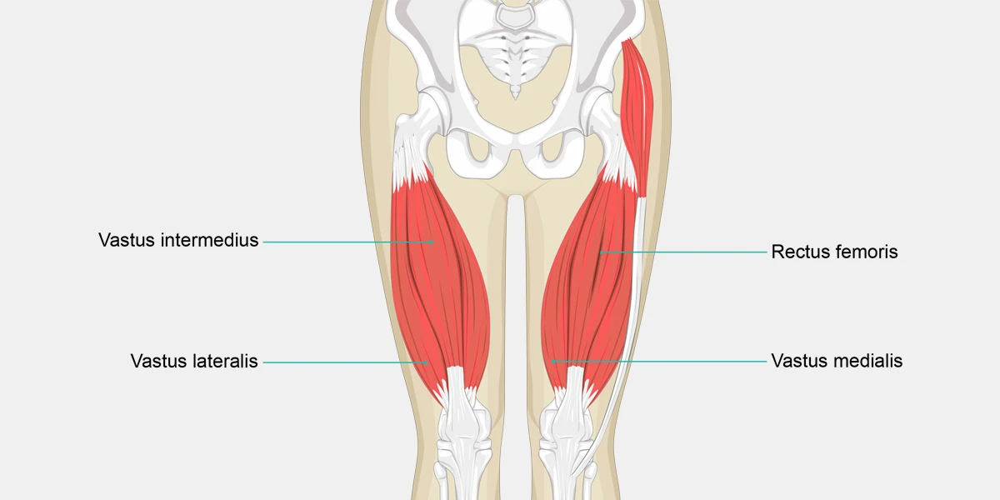 Vastus intermedius
Rectus femoris
Vastus lateralis
Vastus medialis